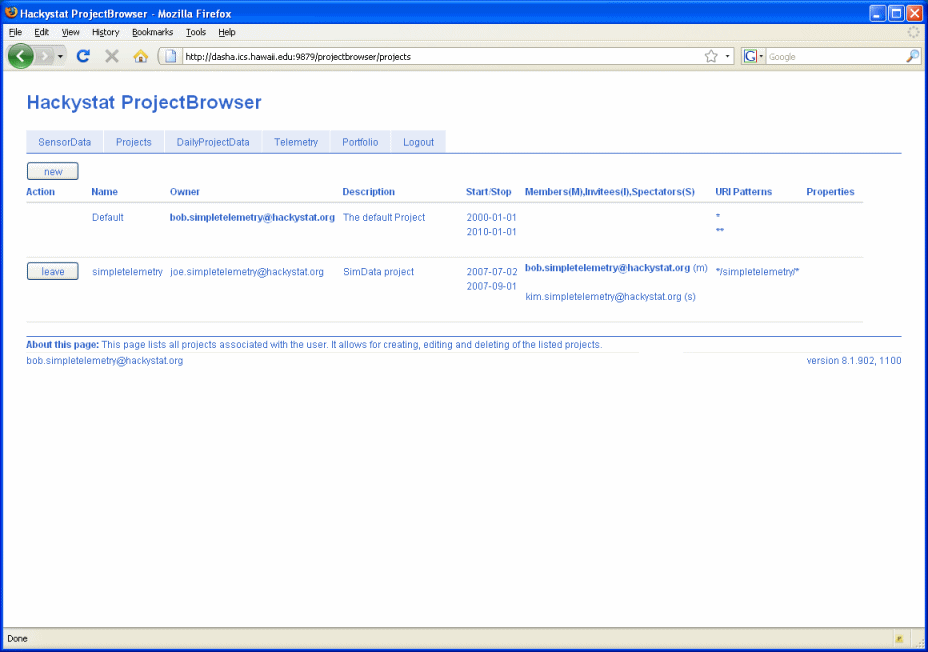 Hackystat ProjectBrowser - Mozilla Firefox
File Edit View History Bookmarks Tools Help
http://dasha.ics.hawaii.edu:9879/projectbrowser/projects G Google
Hackystat ProjectBrowser
SensorData Projects DailyProjectData Telemetry Portfolio Logout
new
Action Name Owner Description Start/Stop Members(M),Invitees(I),Spectators(S) URI Patterns Properties
Default bob.simpletelemetry@hackystat.org The default Project 2000-01-01 *
2010-01-01 **
leave simpletelemetry joe.simpletelemetry@hackystat.org SimData project 2007-07-02 bob.simpletelemetry@hackystat.org (m) */simpletelemetry/*
2007-09-01
kim.simpletelemetry@hackystat.org (s)
About this page: This page lists all projects associated with the user. It allows for creating, editing and deleting of the listed projects.
bob.simpletelemetry@hackystat.org version 8.1.902, 1100
Done